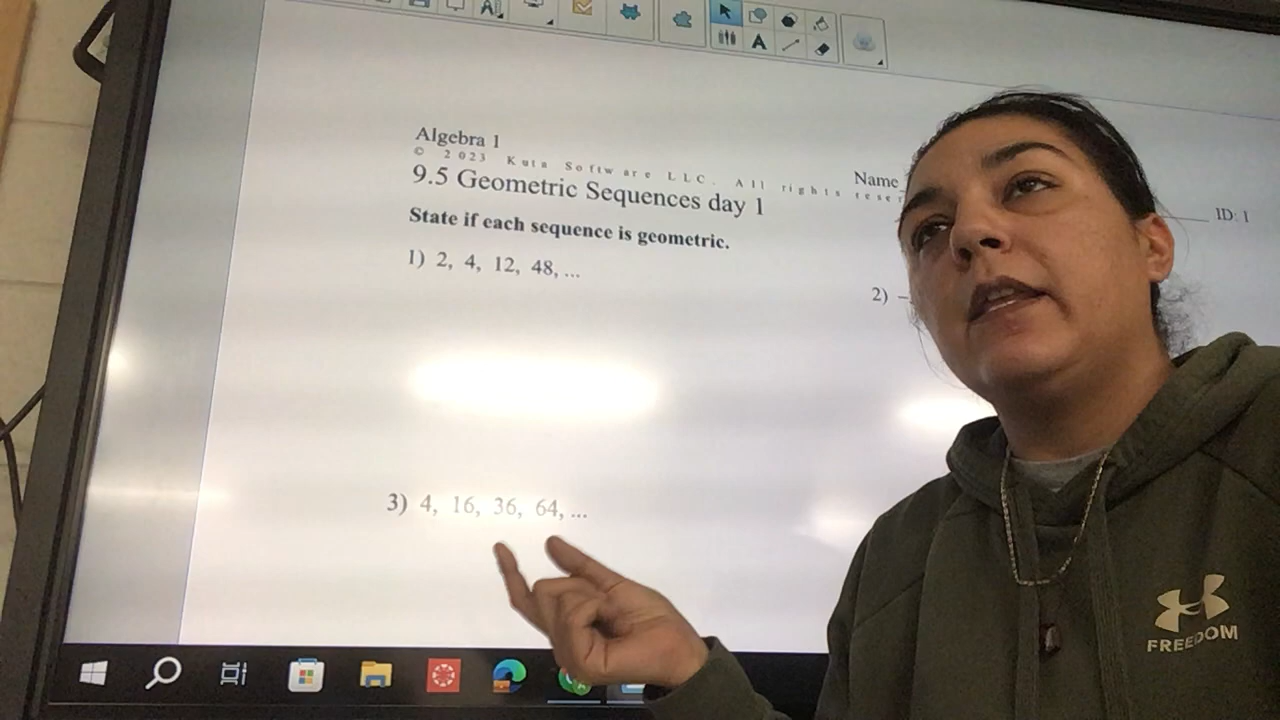 Algebra 1
© 2023 Kuta Software LLC. All rights reser
Name
ID: 1
9.5 Geometric Sequences day 1
State if each sequence is geometric.
1) 2, 4, 12, 48, ...
2) –
3) 4, 16, 36, 64, ...
FREEDOM